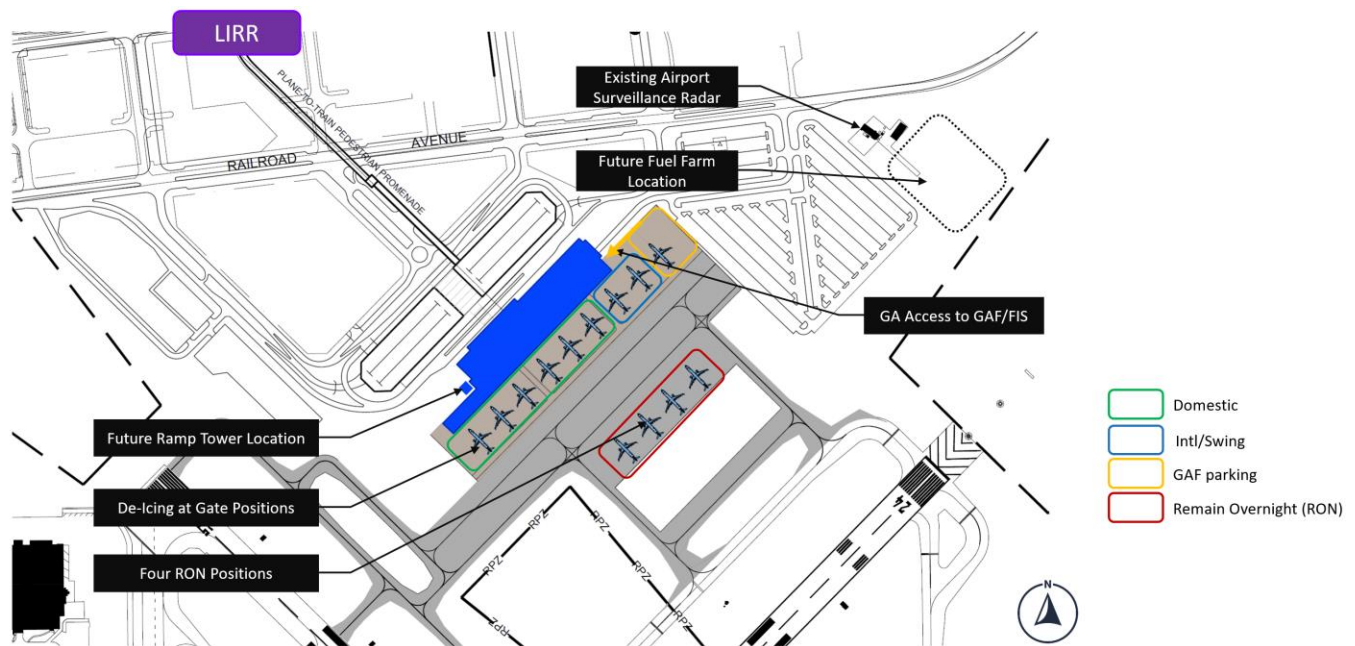 LIRR
PLANE-TO-TRAIN PEDESTRIAN PROMENADE
RAILROAD AVENUE
Existing Airport
Surveillance Radar
Future Fuel Farm
Location
GA Access to GAF/FIS
Future Ramp Tower Location
De-Icing at Gate Positions
Four RON Positions
RPZ
RPZ
RPZ
RPZ
RPZ
RPZ
24
Domestic
Intl/Swing
GAF parking
Remain Overnight (RON)
N